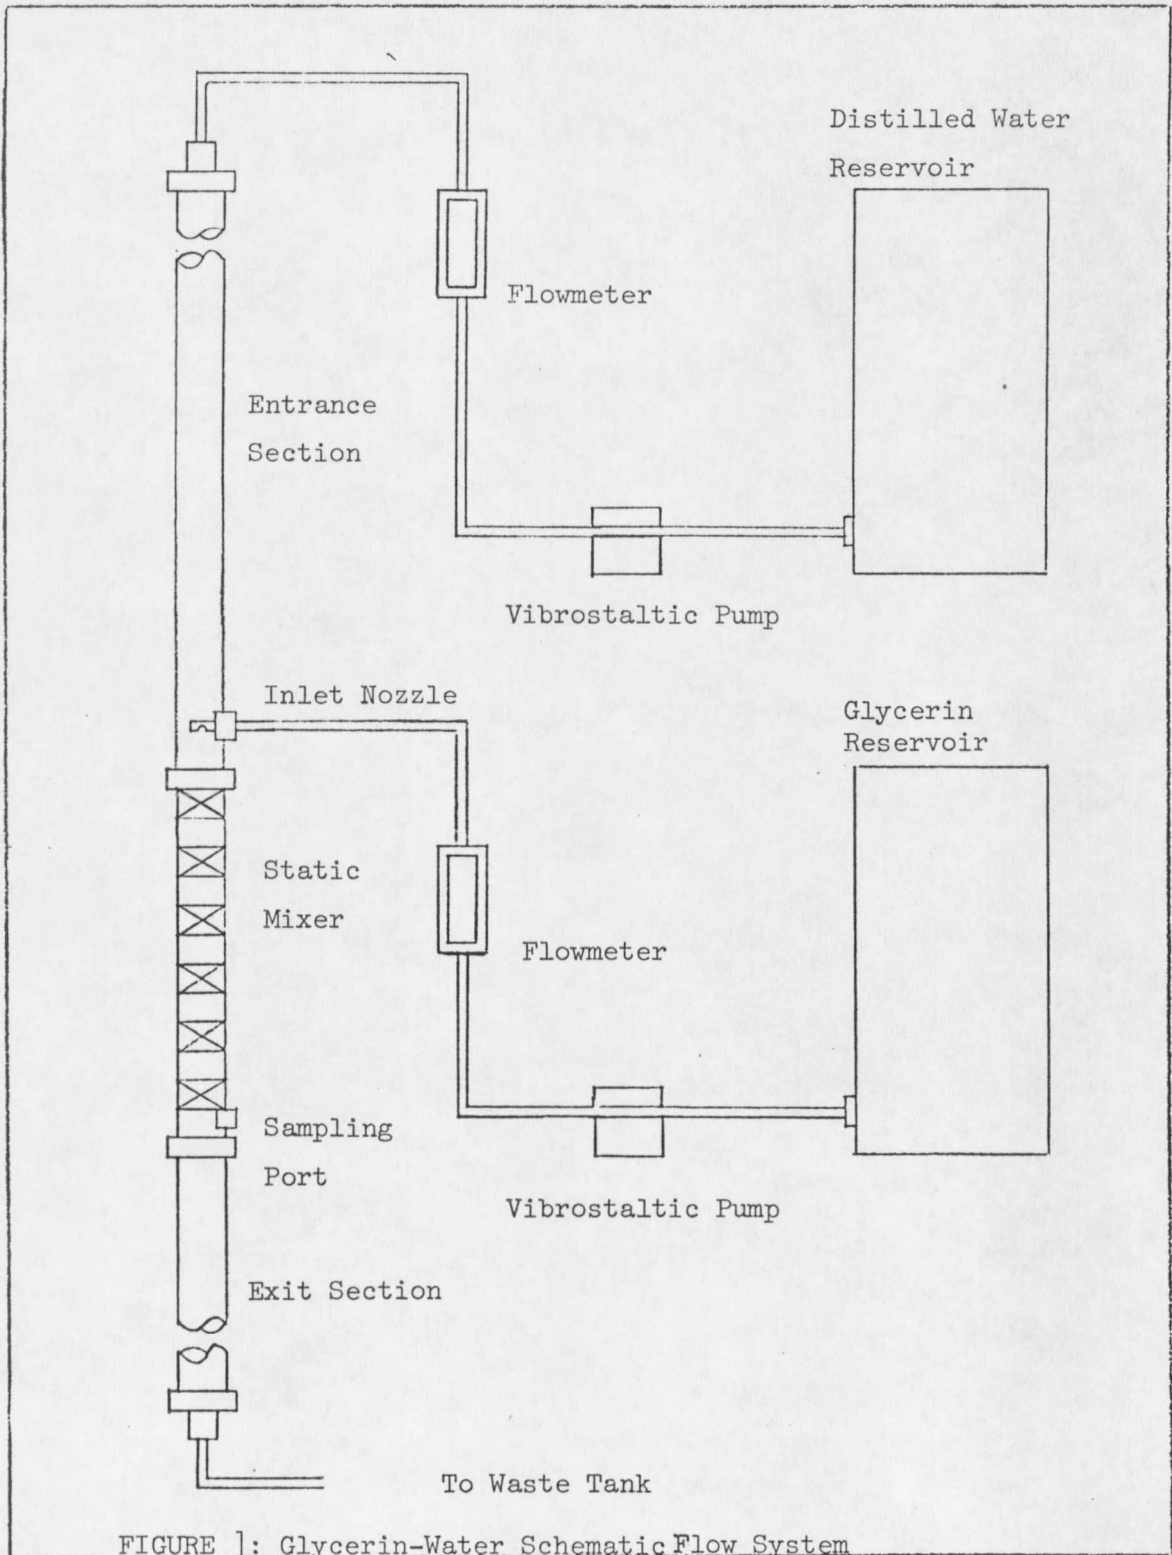 Distilled Water
Reservoir
Flowmeter
Entrance
Section
Vibrostaltic Pump
Inlet Nozzle
Glycerin
Reservoir
Static
Mixer
Flowmeter
Sampling
Port
Vibrostaltic Pump
Exit Section
To Waste Tank
FIGURE 1: Glycerin-Water Schematic Flow System